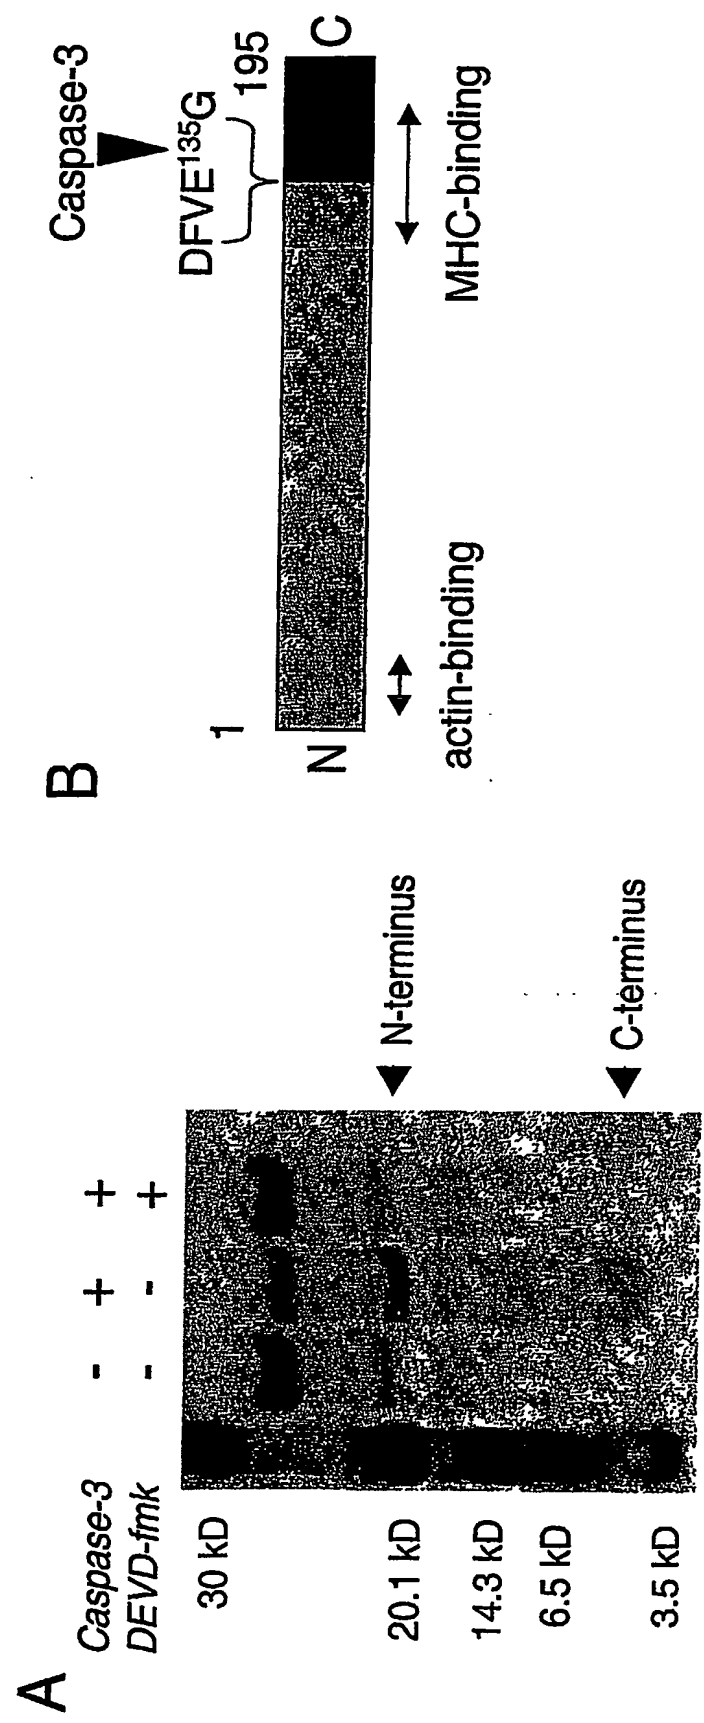 A
Caspase-3 - + +
DEVD-fmk - - +
30 kD
20.1 kD
14.3 kD
6.5 kD
3.5 kD
N-terminus
C-terminus
B
Caspase-3
DFVE¹³⁵G
1
195
N
C
actin-binding
MHC-binding